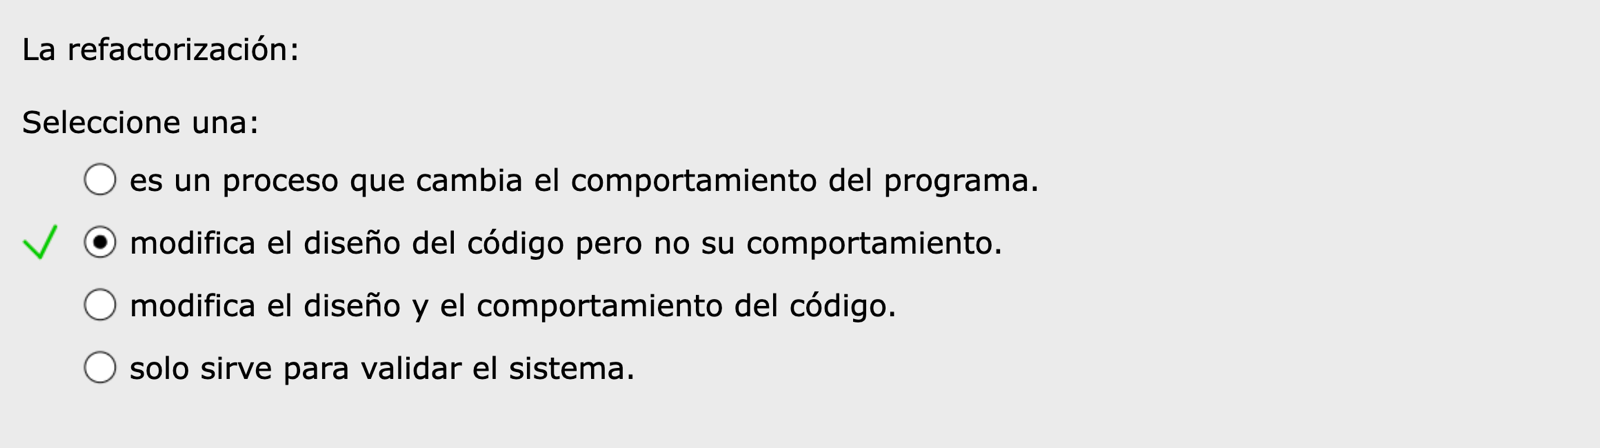 La refactorización:
Seleccione una:
es un proceso que cambia el comportamiento del programa.
modifica el diseño del código pero no su comportamiento.
modifica el diseño y el comportamiento del código.
solo sirve para validar el sistema.